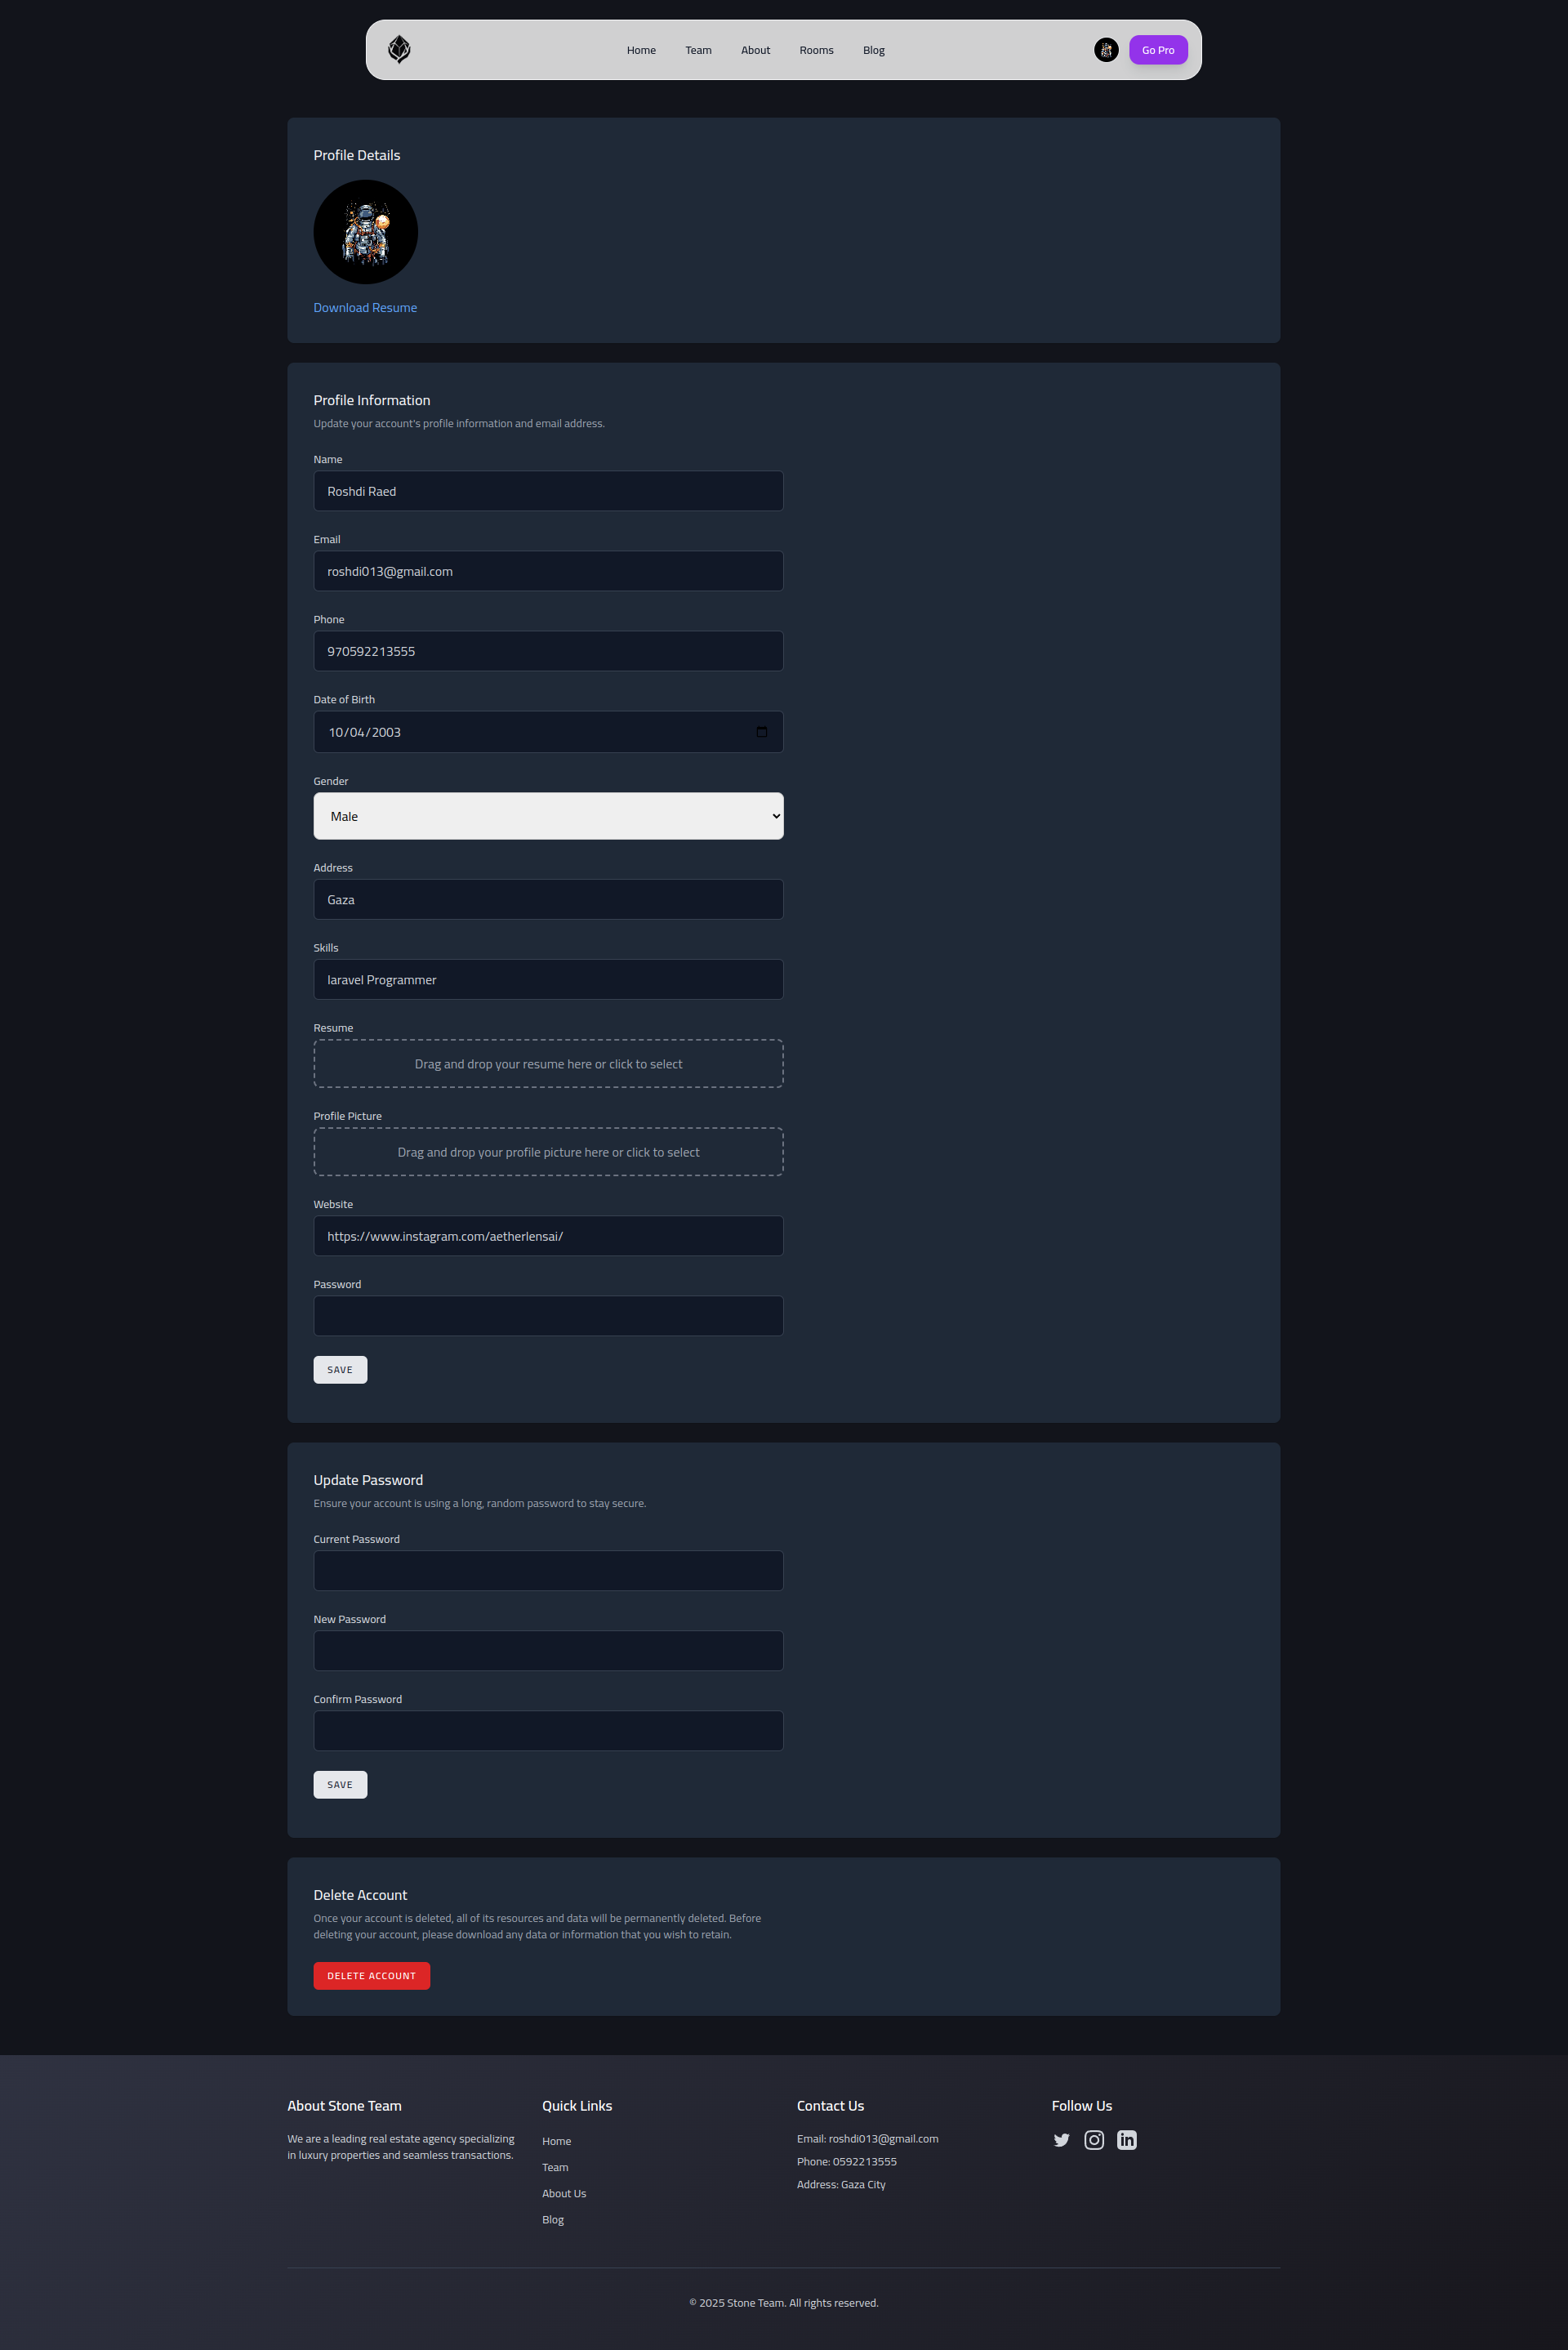 Home
Team
About
Rooms
Blog
Go Pro
Profile Details
Download Resume
Profile Information
Update your account's profile information and email address.
Name
Roshdi Raed
Email
roshdi013@gmail.com
Phone
970592213555
Date of Birth
10/04/2003
Gender
Male
Address
Gaza
Skills
laravel Programmer
Resume
Drag and drop your resume here or click to select
Profile Picture
Drag and drop your profile picture here or click to select
Website
https://www.instagram.com/aetherlensai/
Password
SAVE
Update Password
Ensure your account is using a long, random password to stay secure.
Current Password
New Password
Confirm Password
SAVE
Delete Account
Once your account is deleted, all of its resources and data will be permanently deleted. Before
deleting your account, please download any data or information that you wish to retain.
DELETE ACCOUNT
About Stone Team
We are a leading real estate agency specializing
in luxury properties and seamless transactions.
Quick Links
Home
Team
About Us
Blog
Contact Us
Email: roshdi013@gmail.com
Phone: 0592213555
Address: Gaza City
Follow Us
© 2025 Stone Team. All rights reserved.